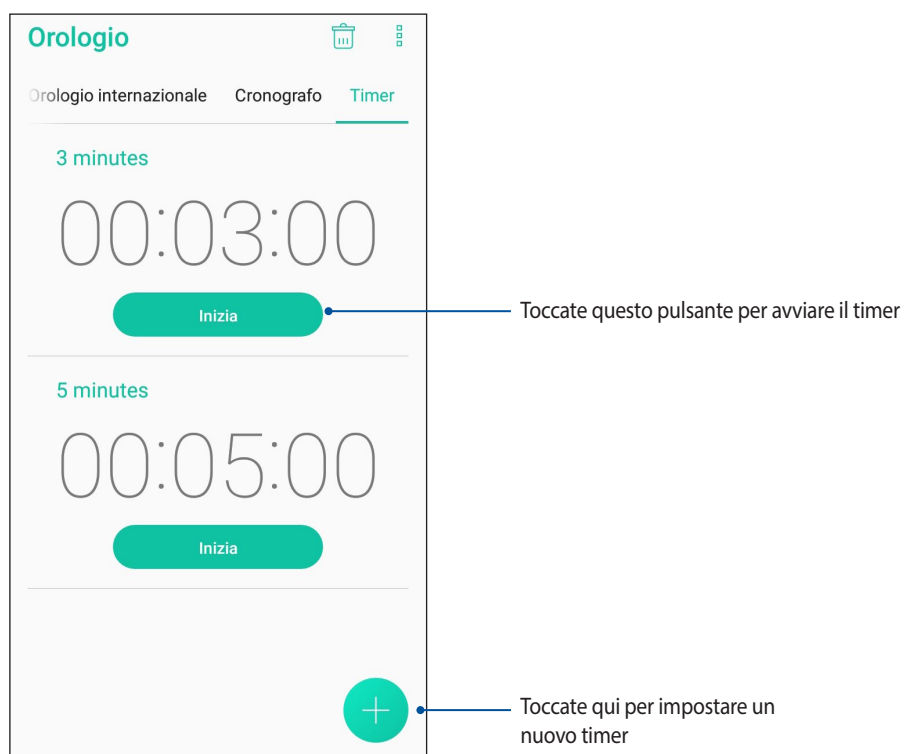 Orologio
Orologio internazionale Cronografo Timer
3 minutes
00:03:00
Inizia
Toccate questo pulsante per avviare il timer
5 minutes
00:05:00
Inizia
Toccate qui per impostare un
nuovo timer